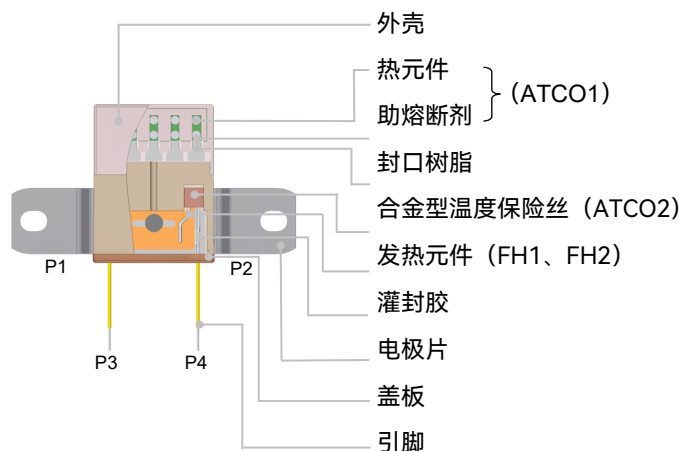 外壳
热元件
(ATCO1)
助熔断剂
封口树脂
合金型温度保险丝（ATCO2）
发热元件（FH1、FH2）
P1
P2
灌封胶
电极片
P3
P4
盖板
引脚